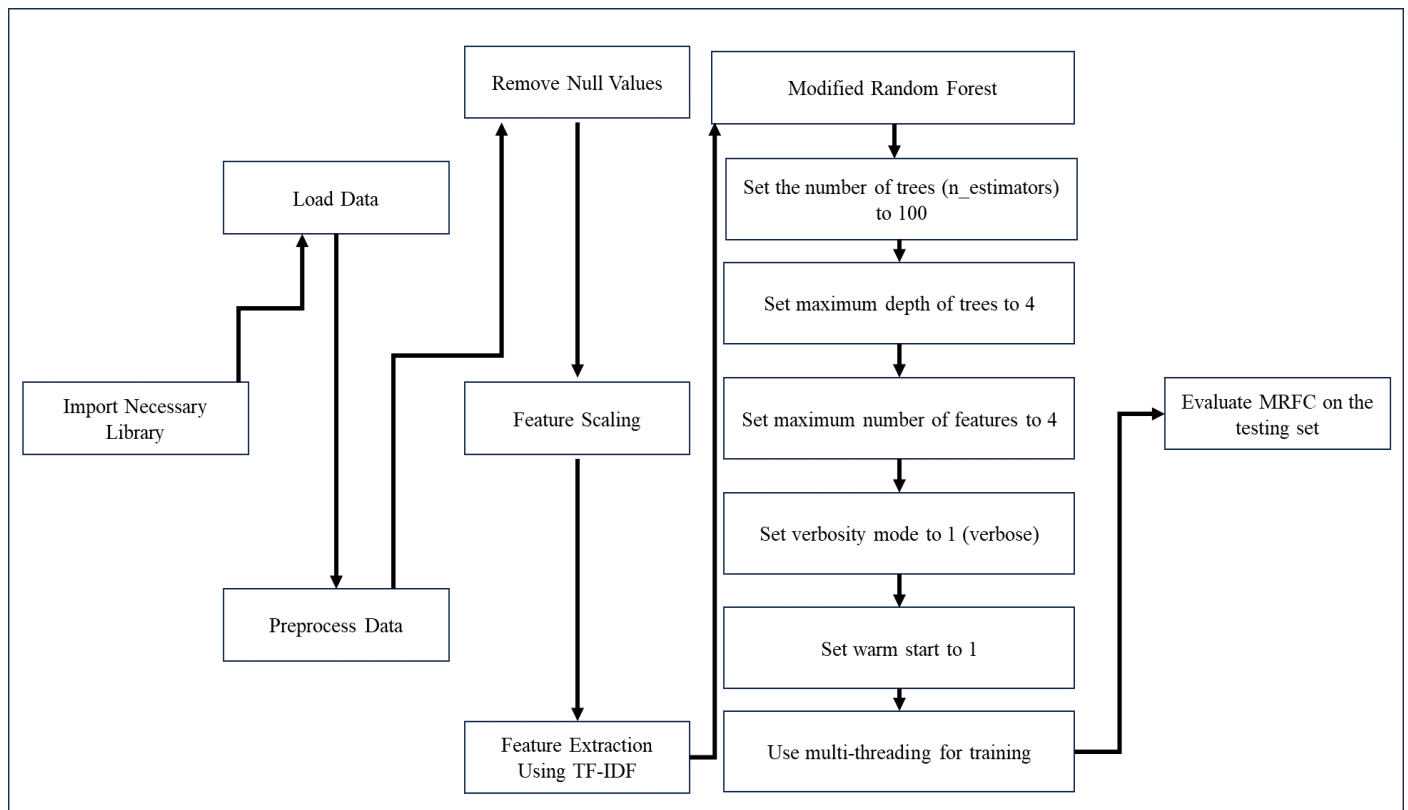 Import Necessary
Library
Load Data
Preprocess Data
Remove Null Values
Feature Scaling
Feature Extraction
Using TF-IDF
Modified Random Forest
Set the number of trees (n_estimators)
to 100
Set maximum depth of trees to 4
Set maximum number of features to 4
Set verbosity mode to 1 (verbose)
Set warm start to 1
Use multi-threading for training
Evaluate MRFC on the
testing set